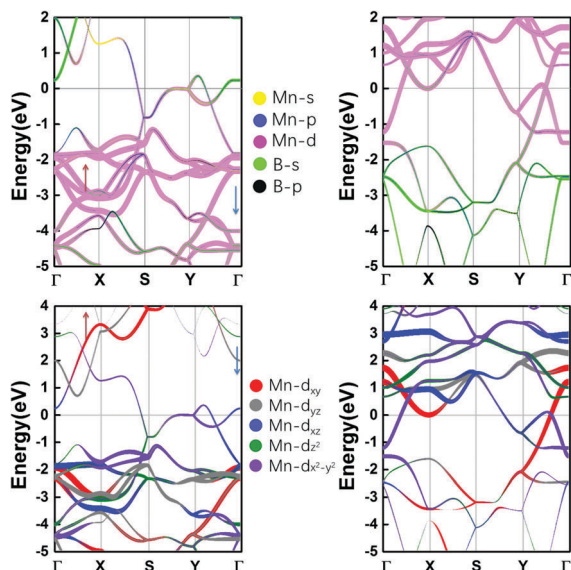 Energy(eV)
2
1
0
-1
-2
-3
-4
-5
Γ X S Y Γ
Mn-s
Mn-p
Mn-d
B-s
B-p
Energy(eV)
2
1
0
-1
-2
-3
-4
-5
Γ X S Y Γ
Energy(eV)
4
3
2
1
0
-1
-2
-3
-4
-5
Γ X S Y Γ
Mn-dxy
Mn-dyz
Mn-dxz
Mn-dz²
Mn-dx²-y²
Energy(eV)
4
3
2
1
0
-1
-2
-3
-4
-5
Γ X S Y Γ